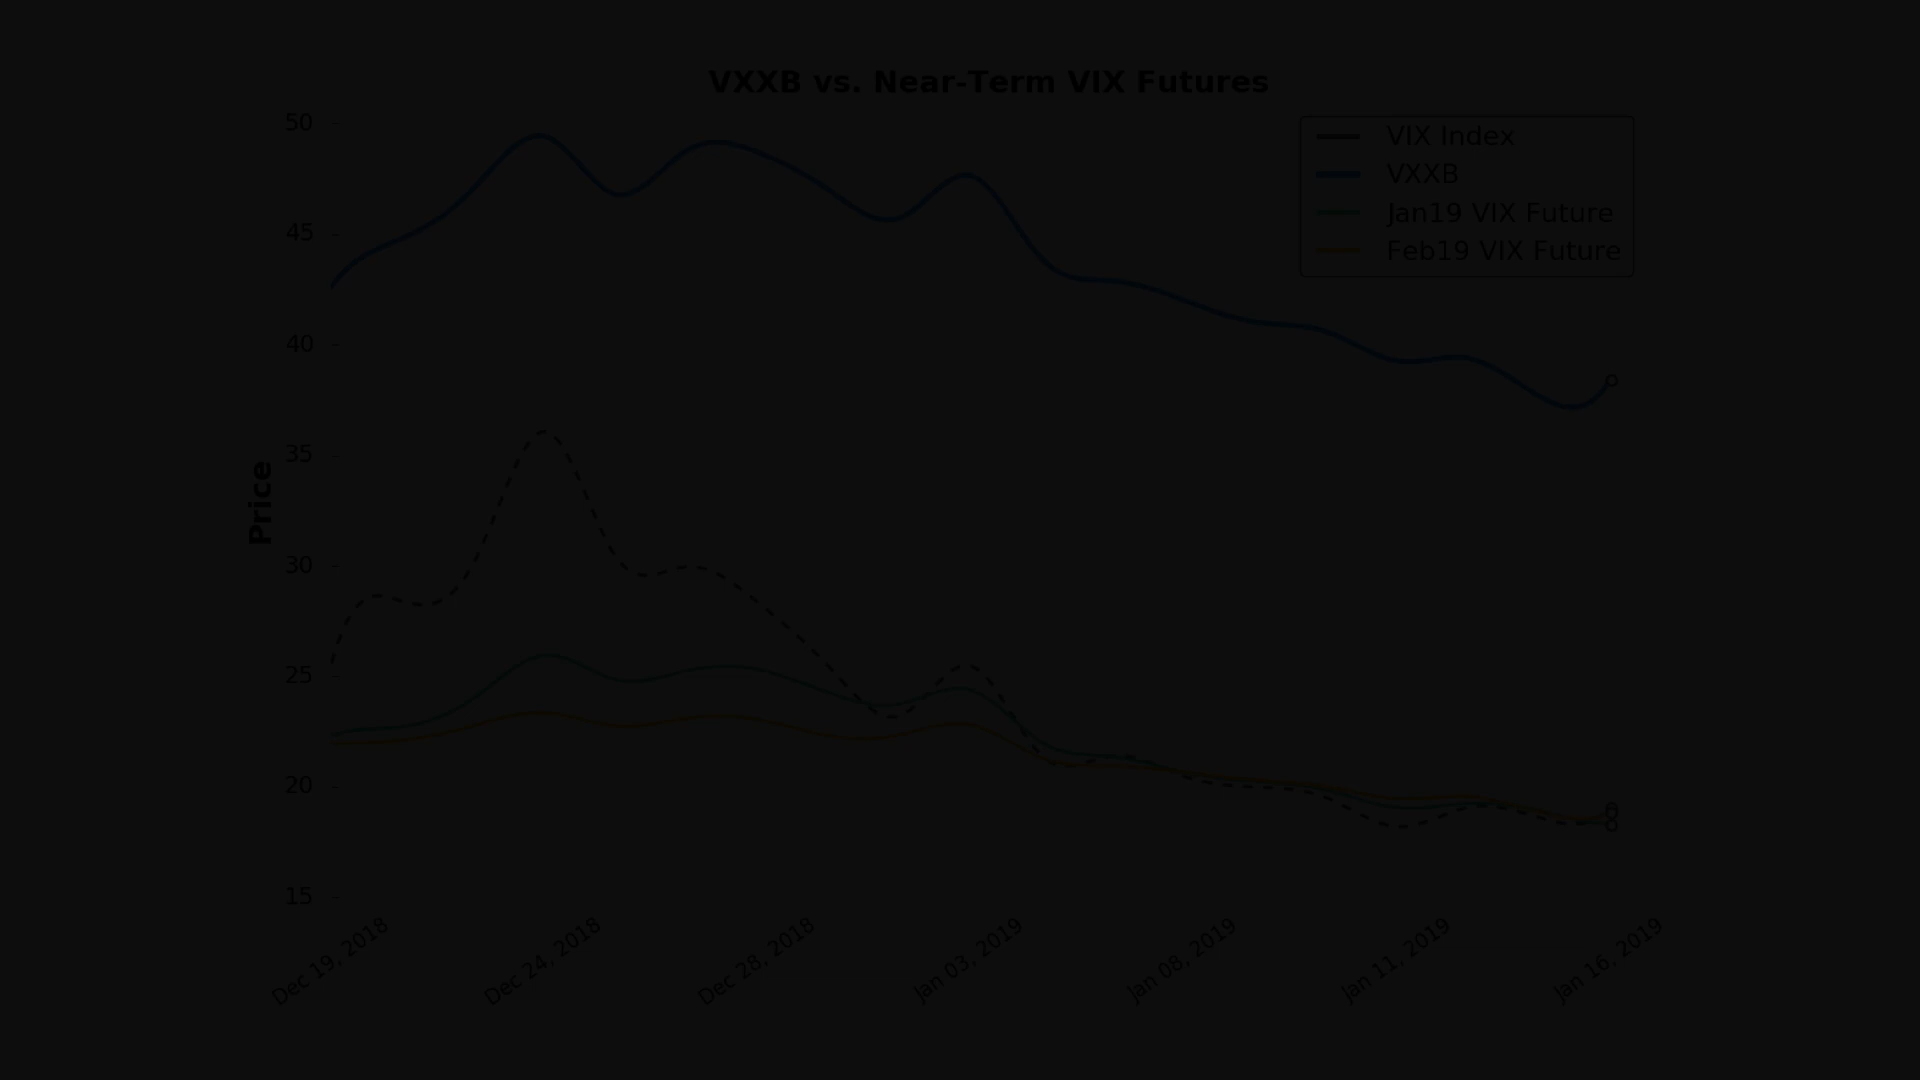 VXXB vs. Near-Term VIX Futures
50
45
40
35
30
25
20
15
Price
VIX Index
VXXB
Jan19 VIX Future
Feb19 VIX Future
Dec 19, 2018
Dec 24, 2018
Dec 28, 2018
Jan 03, 2019
Jan 08, 2019
Jan 11, 2019
Jan 16, 2019